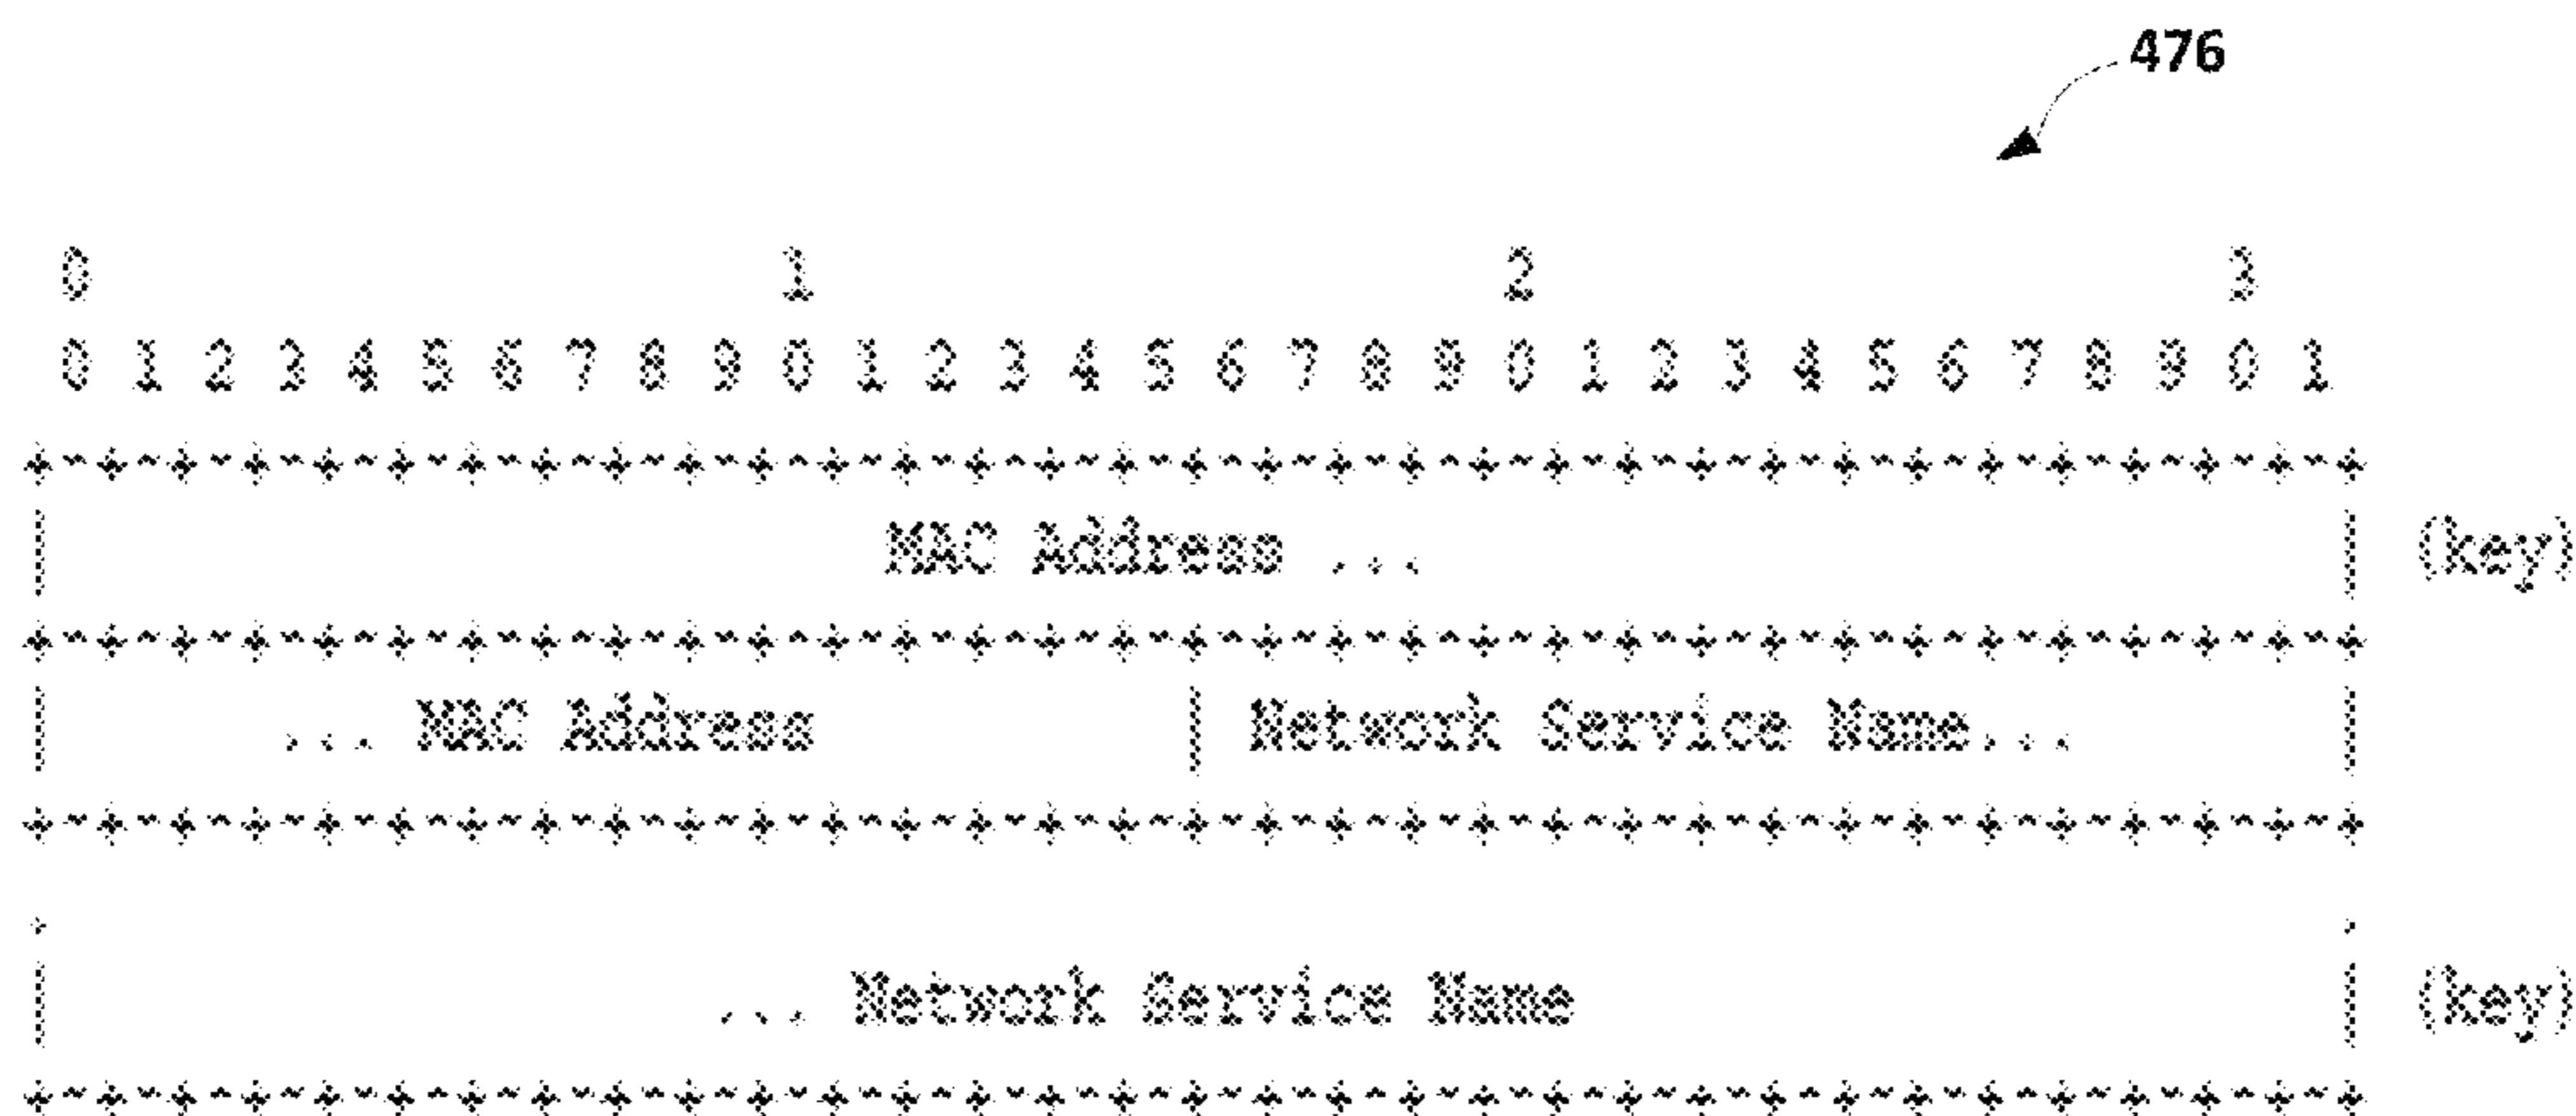 476
0                   1                   2                   3
0 1 2 3 4 5 6 7 8 9 0 1 2 3 4 5 6 7 8 9 0 1 2 3 4 5 6 7 8 9 0 1
+-+-+-+-+-+-+-+-+-+-+-+-+-+-+-+-+-+-+-+-+-+-+-+-+-+-+-+-+-+-+-+-+
| MAC Address ... | (key)
+-+-+-+-+-+-+-+-+-+-+-+-+-+-+-+-+-+-+-+-+-+-+-+-+-+-+-+-+-+-+-+-+
| ... MAC Address | Network Service Name... |
+-+-+-+-+-+-+-+-+-+-+-+-+-+-+-+-+-+-+-+-+-+-+-+-+-+-+-+-+-+-+-+-+
. .
| ... Network Service Name | (key)
+-+-+-+-+-+-+-+-+-+-+-+-+-+-+-+-+-+-+-+-+-+-+-+-+-+-+-+-+-+-+-+-+